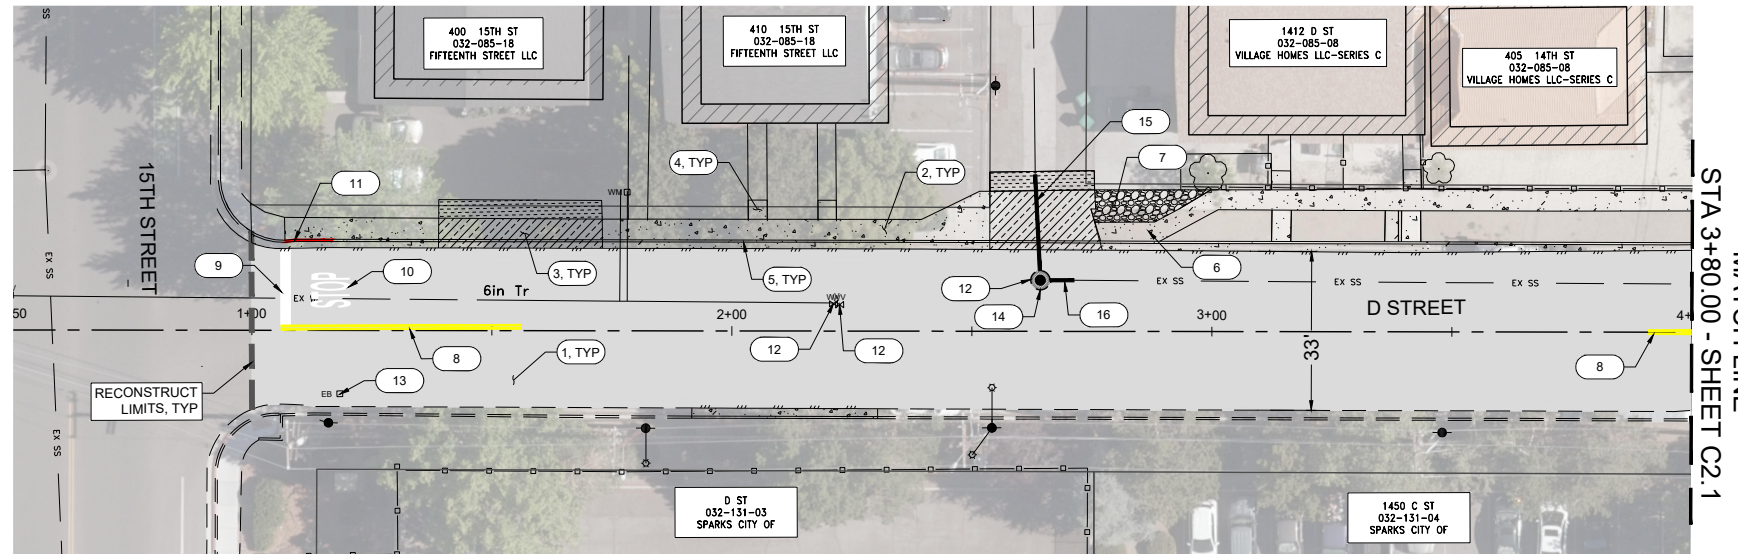 SS
400 15TH ST
032-085-18
FIFTEENTH STREET LLC
410 15TH ST
032-085-18
FIFTEENTH STREET LLC
1412 D ST
032-085-08
VILLAGE HOMES LLC-SERIES C
405 14TH ST
032-085-08
VILLAGE HOMES LLC-SERIES C
15
7
4, TYP
2, TYP
11
WM
15TH STREET
EX SS
9
10
3, TYP
5, TYP
6
STOP
EX
6in Tr
12
14
16
EX SS
EX SS
EX SS
D STREET
50
1+00
2+00
3+00
4+
WV
8
1, TYP
12
12
33'
8
RECONSTRUCT
LIMITS, TYP
EB
13
EX SS
D ST
032-131-03
SPARKS CITY OF
1450 C ST
032-131-04
SPARKS CITY OF
MATCH LINE
STA 3+80.00 - SHEET C2.1